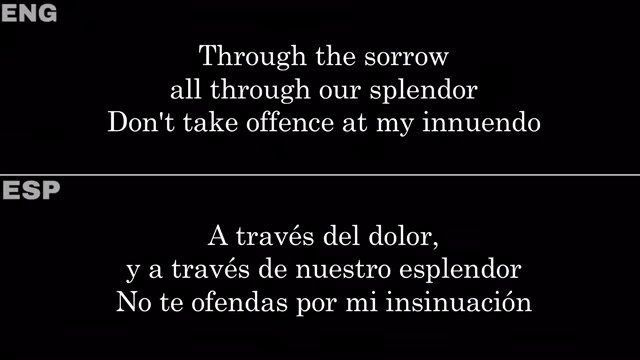 ENG
Through the sorrow
all through our splendor
Don't take offence at my innuendo
ESP
A través del dolor,
y a través de nuestro esplendor
No te ofendas por mi insinuación